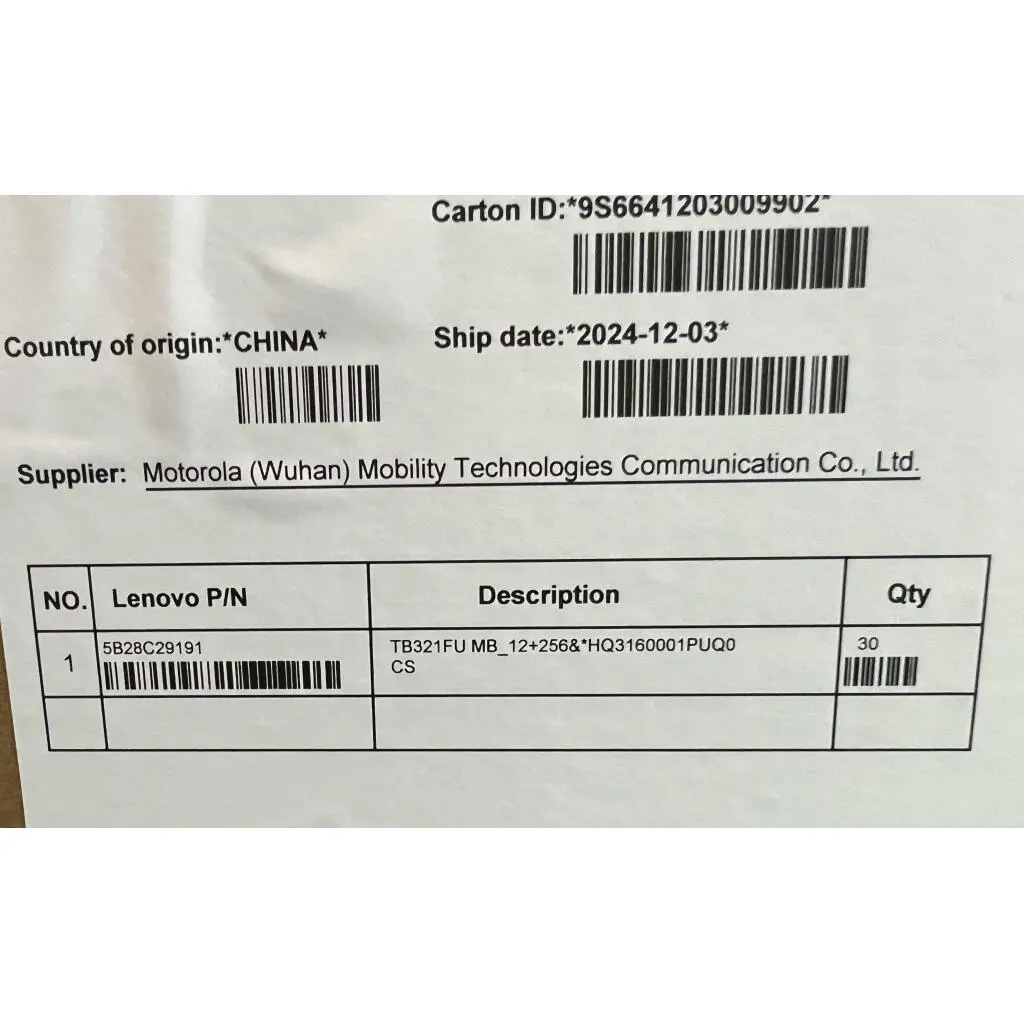 Carton ID:*9S6641203009902*
Country of origin:*CHINA*
Ship date:*2024-12-03*
Supplier: Motorola (Wuhan) Mobility Technologies Communication Co., Ltd.
NO. Lenovo P/N Description Qty
1 5B28C29191 TB321FU MB_12+256&*HQ3160001PUQ0 30
CS